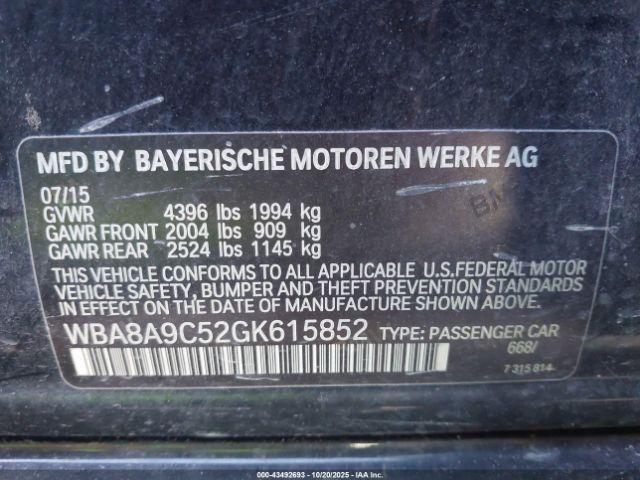 MFD BY BAYERISCHE MOTOREN WERKE AG
07/15
GVWR 4396 lbs 1994 kg
GAWR FRONT 2004 lbs 909 kg
GAWR REAR 2524 lbs 1145 kg
THIS VEHICLE CONFORMS TO ALL APPLICABLE U.S.FEDERAL MOTOR
VEHICLE SAFETY, BUMPER AND THEFT PREVENTION STANDARDS
IN EFFECT ON THE DATE OF MANUFACTURE SHOWN ABOVE.
WBA8A9C52GK615852 TYPE: PASSENGER CAR
668/
7 315 814
00-43492693 - 10/20/2025 - IAA Inc.